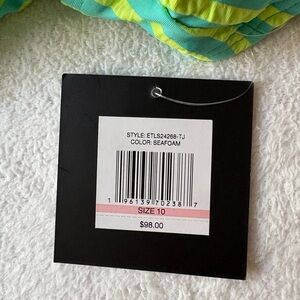 STYLE: ETLS24268-TJ
COLOR: SEAFOAM
1 96139 70238 7
SIZE 10
$98.00